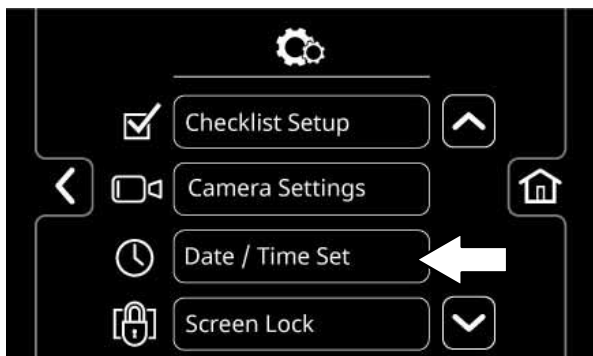 Checklist Setup
Camera Settings
Date / Time Set
Screen Lock